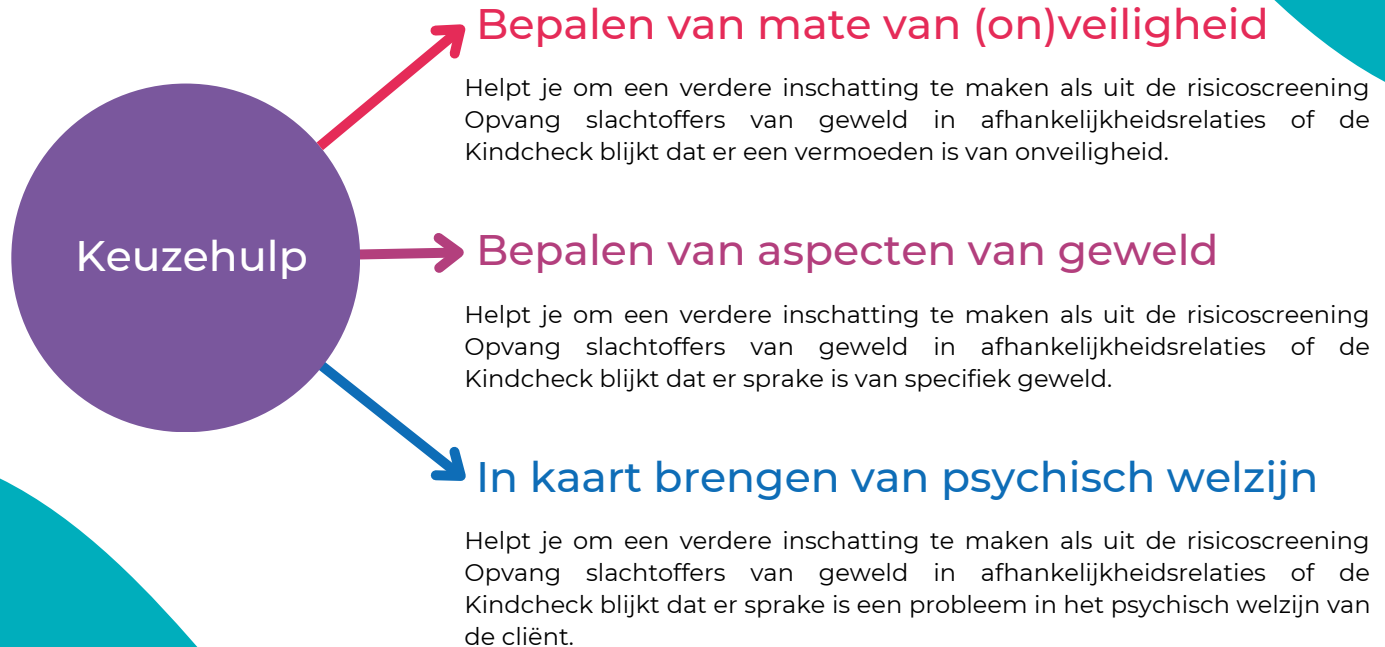 Keuzehulp
Bepalen van mate van (on)veiligheid
Helpt je om een verdere inschatting te maken als uit de risicoscreening
Opvang slachtoffers van geweld in afhankelijkheidsrelaties of de
Kindcheck blijkt dat er een vermoeden is van onveiligheid.
Bepalen van aspecten van geweld
Helpt je om een verdere inschatting te maken als uit de risicoscreening
Opvang slachtoffers van geweld in afhankelijkheidsrelaties of de
Kindcheck blijkt dat er sprake is van specifiek geweld.
In kaart brengen van psychisch welzijn
Helpt je om een verdere inschatting te maken als uit de risicoscreening
Opvang slachtoffers van geweld in afhankelijkheidsrelaties of de
Kindcheck blijkt dat er sprake is een probleem in het psychisch welzijn van
de cliënt.